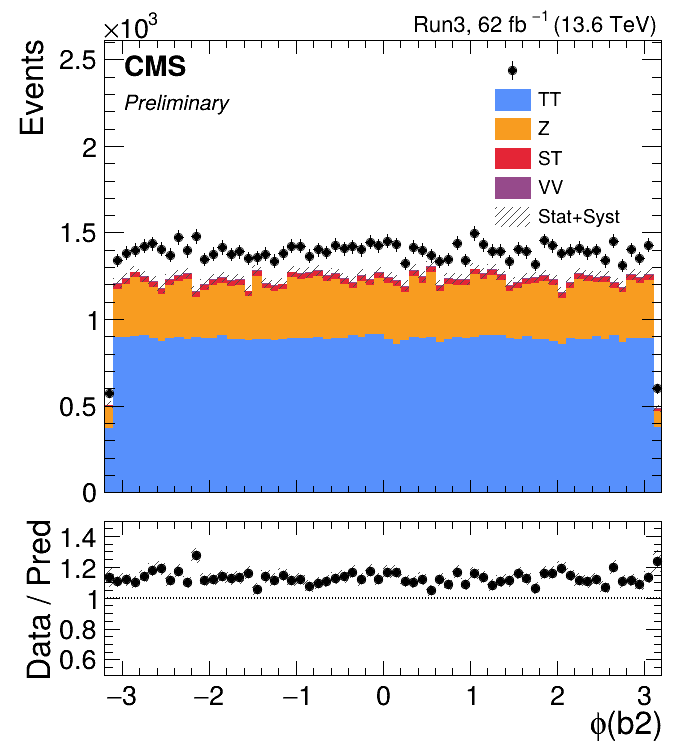 ×10³
Run3, 62 fb⁻¹ (13.6 TeV)
Events
CMS
Preliminary
TT
Z
ST
VV
Stat+Syst
2.5
2
1.5
1
0.5
0
Data / Pred
1.4
1.2
1
0.8
0.6
−3 −2 −1 0 1 2 3
ϕ(b2)